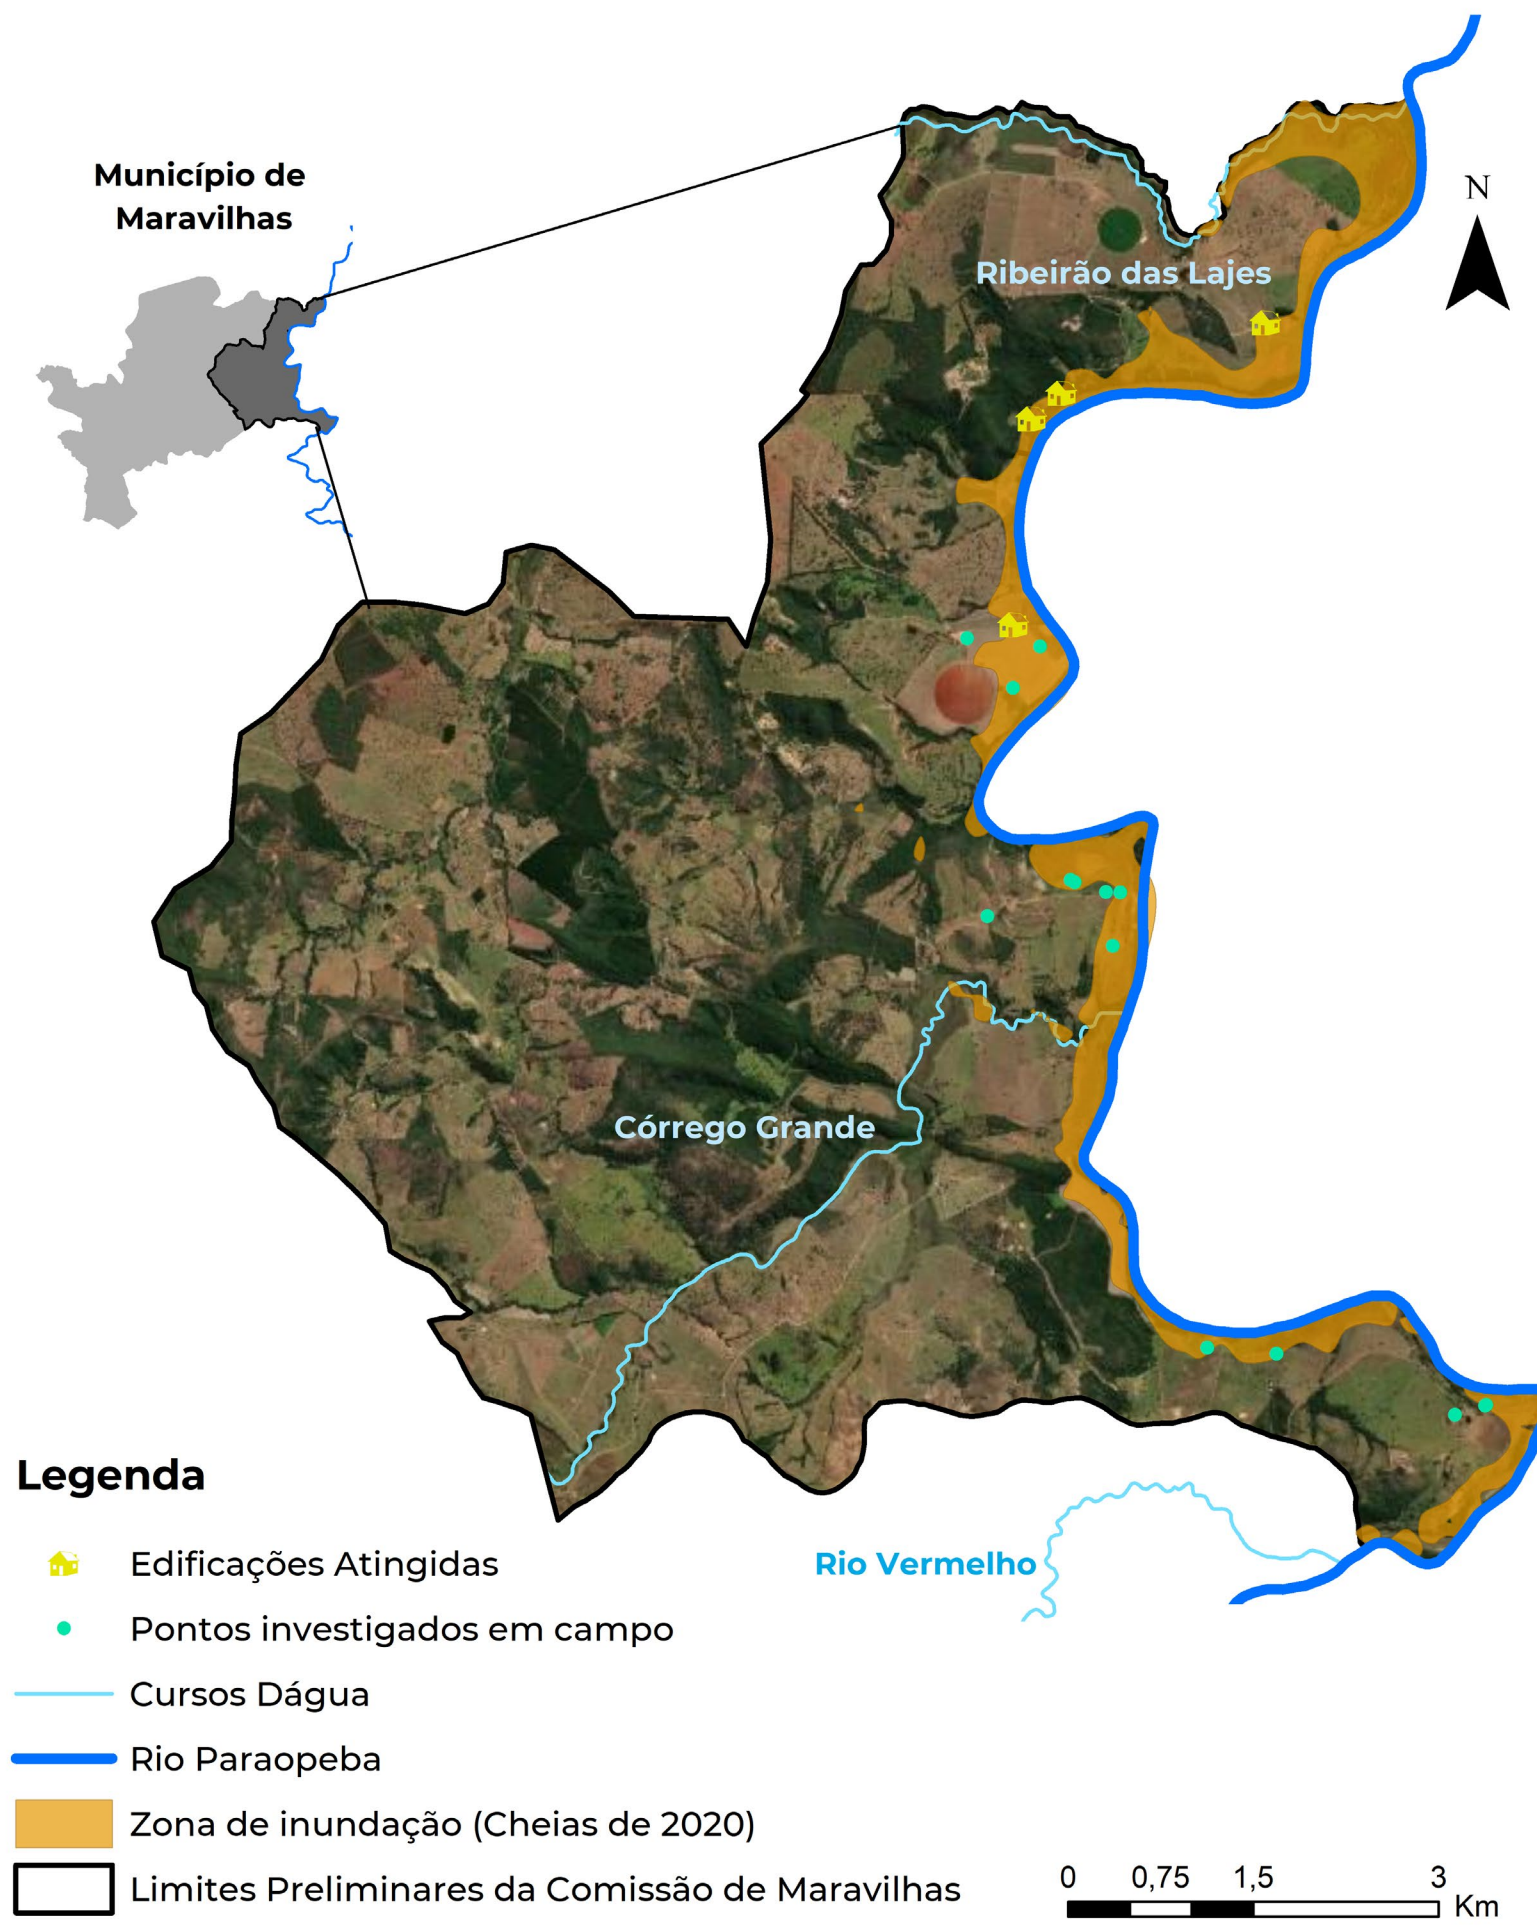 Município de
Maravilhas
N
Ribeirão das Lajes
Córrego Grande
Rio Vermelho
Legenda
Edificações Atingidas
Pontos investigados em campo
Cursos Dágua
Rio Paraopeba
Zona de inundação (Cheias de 2020)
Limites Preliminares da Comissão de Maravilhas
0 0,75 1,5 3
Km